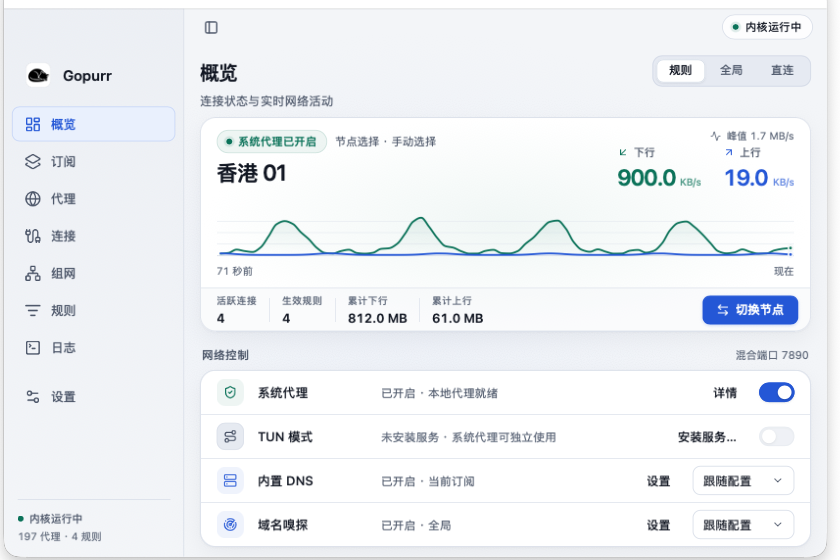 内核运行中
Gopurr
概览
订阅
代理
连接
组网
规则
日志
设置
内核运行中
197 代理 · 4 规则
概览
规则 全局 直连
连接状态与实时网络活动
系统代理已开启 节点选择 · 手动选择
峰值 1.7 MB/s
下行 上行
香港 01
900.0 KB/s 19.0 KB/s
71 秒前 现在
活跃连接 生效规则 累计下行 累计上行
4 4 812.0 MB 61.0 MB
切换节点
网络控制 混合端口 7890
系统代理 已开启 · 本地代理就绪 详情
TUN 模式 未安装服务 · 系统代理可独立使用 安装服务...
内置 DNS 已开启 · 当前订阅 设置 跟随配置
域名嗅探 已开启 · 全局 设置 跟随配置